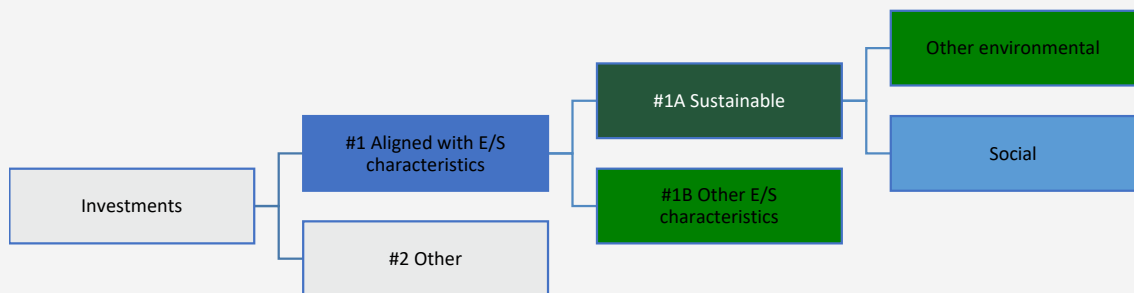 Investments
#1 Aligned with E/S
characteristics
#2 Other
#1A Sustainable
#1B Other E/S
characteristics
Other environmental
Social